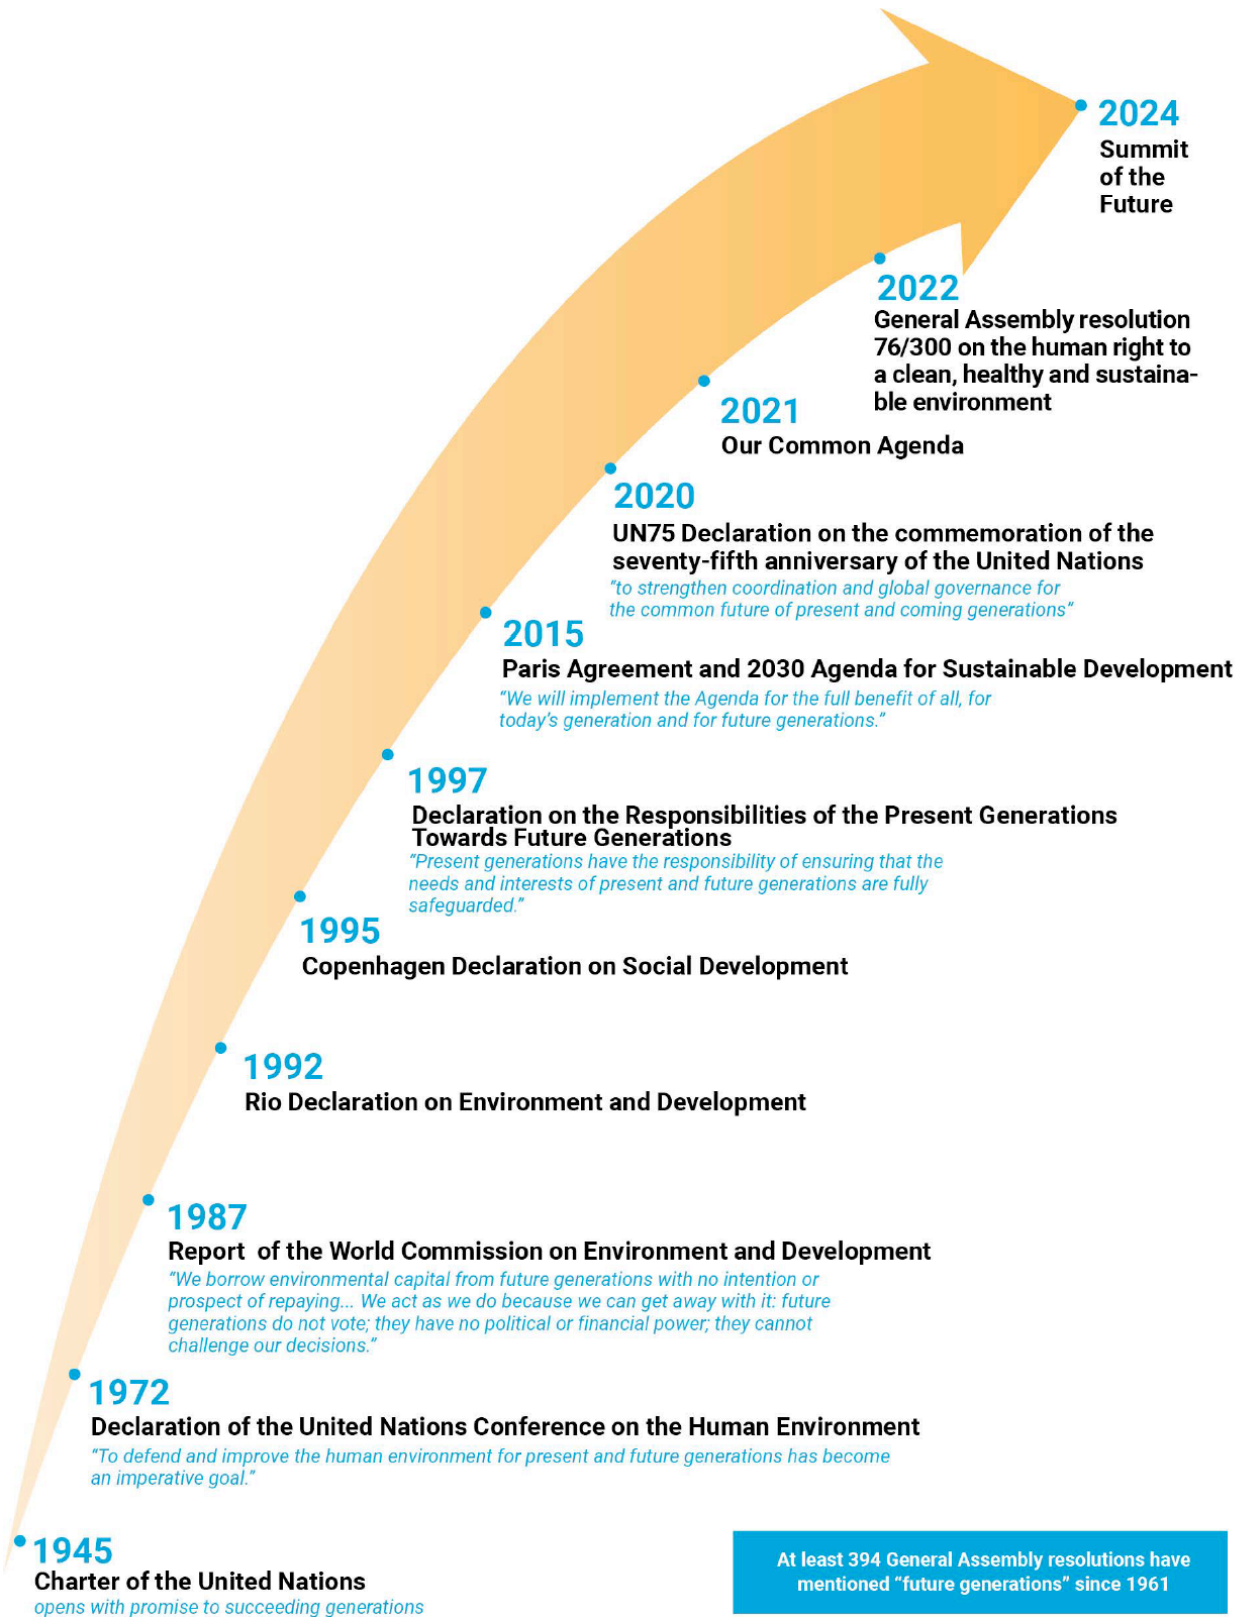 2024
Summit
of the
Future
2022
General Assembly resolution
76/300 on the human right to
a clean, healthy and sustaina-
ble environment
2021
Our Common Agenda
2020
UN75 Declaration on the commemoration of the
seventy-fifth anniversary of the United Nations
"to strengthen coordination and global governance for
the common future of present and coming generations"
2015
Paris Agreement and 2030 Agenda for Sustainable Development
"We will implement the Agenda for the full benefit of all, for
today's generation and for future generations."
1997
Declaration on the Responsibilities of the Present Generations
Towards Future Generations
"Present generations have the responsibility of ensuring that the
needs and interests of present and future generations are fully
safeguarded."
1995
Copenhagen Declaration on Social Development
1992
Rio Declaration on Environment and Development
1987
Report of the World Commission on Environment and Development
"We borrow environmental capital from future generations with no intention or
prospect of repaying... We act as we do because we can get away with it: future
generations do not vote; they have no political or financial power; they cannot
challenge our decisions."
1972
Declaration of the United Nations Conference on the Human Environment
"To defend and improve the human environment for present and future generations has become
an imperative goal."
1945
Charter of the United Nations
opens with promise to succeeding generations
At least 394 General Assembly resolutions have
mentioned "future generations" since 1961